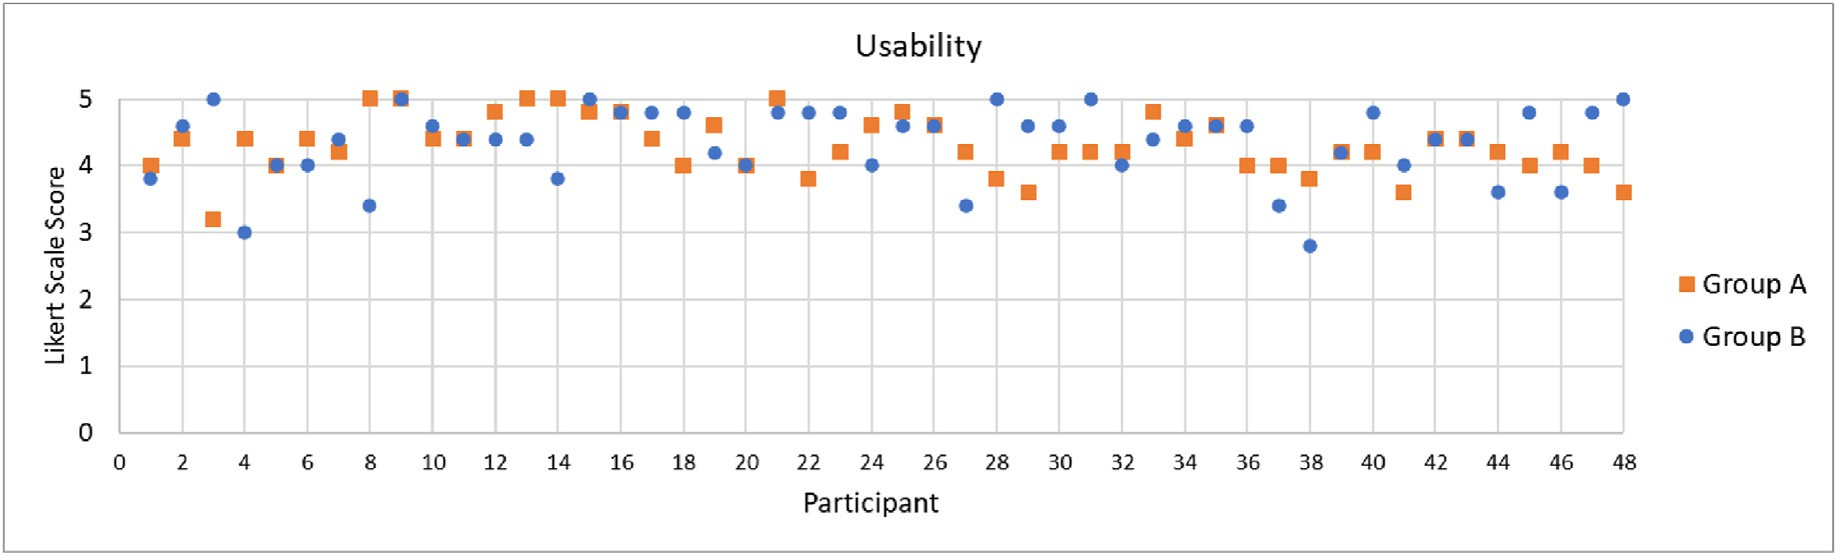 Usability
5
4
3
2
1
0
Likert Scale Score
0 2 4 6 8 10 12 14 16 18 20 22 24 26 28 30 32 34 36 38 40 42 44 46 48
Participant
Group A
Group B